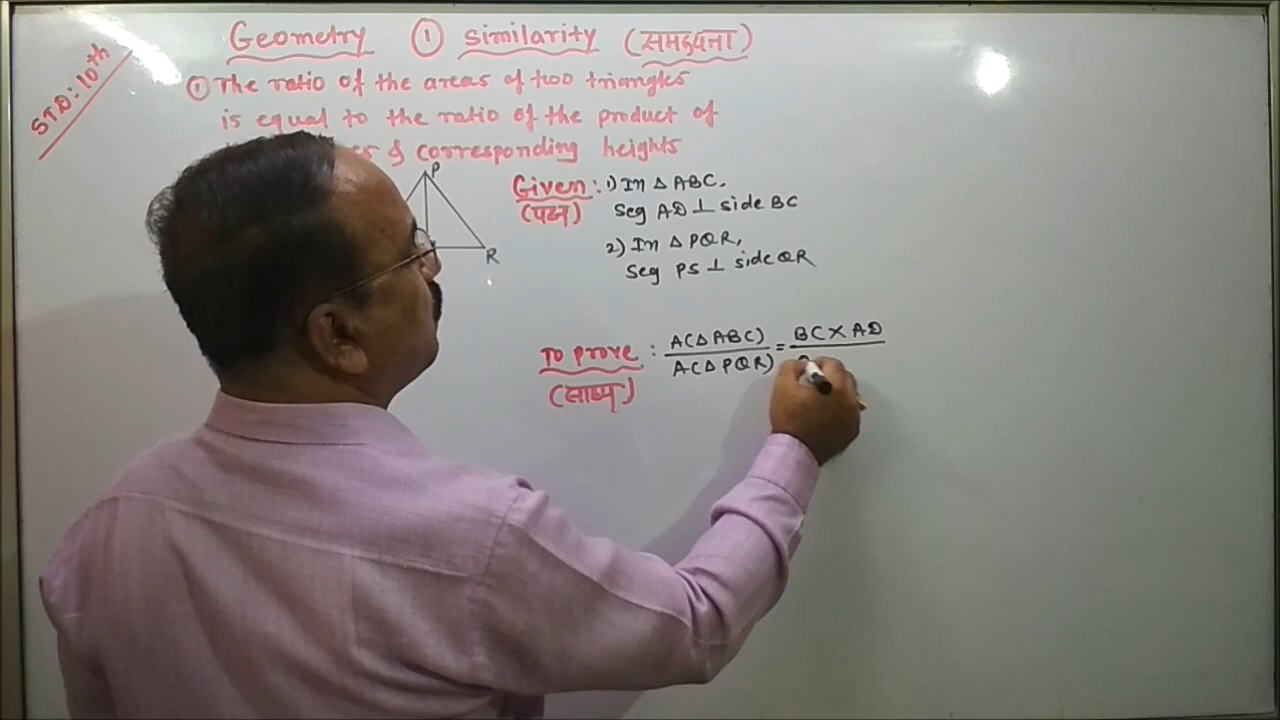 STD: 10th
Geometry ① Similarity (समरूपता)
① The ratio of the areas of two triangles
is equal to the ratio of the product of
& corresponding heights
P
R
Given: 1) In △ ABC,
(पक्ष) Seg AD ⊥ side BC
2) In △ PQR,
Seg PS ⊥ side QR
To prove : A(△ ABC) / A(△ PQR) = BC X AD
(साध्य)